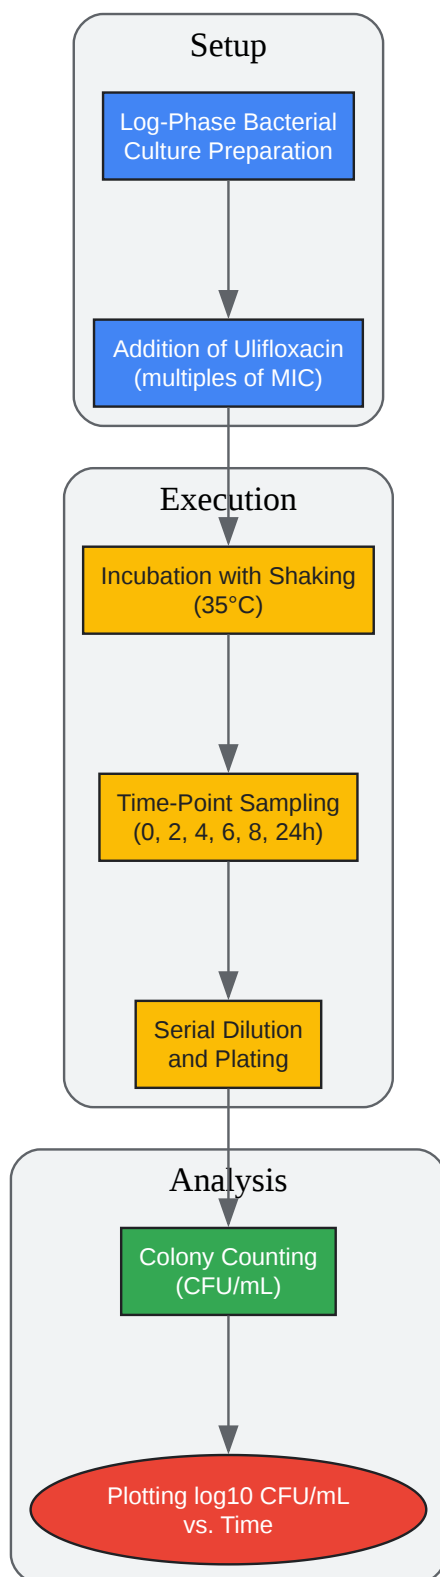 Setup
Log-Phase Bacterial
Culture Preparation
Addition of Ulifloxacin
(multiples of MIC)
Execution
Incubation with Shaking
(35°C)
Time-Point Sampling
(0, 2, 4, 6, 8, 24h)
Serial Dilution
and Plating
Analysis
Colony Counting
(CFU/mL)
Plotting log10 CFU/mL
vs. Time